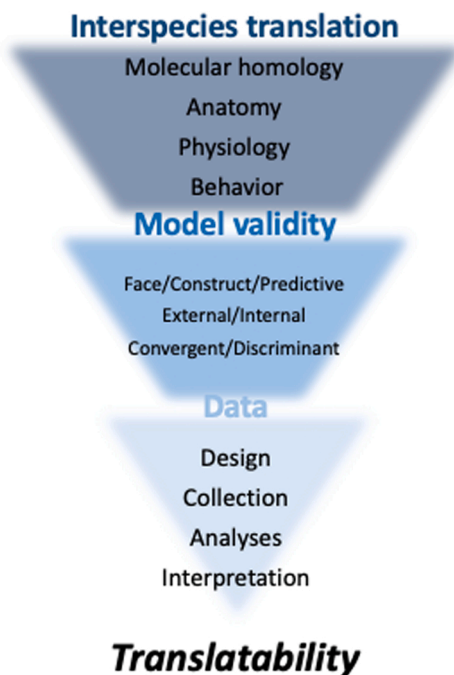 Interspecies translation
Molecular homology
Anatomy
Physiology
Behavior
Model validity
Face/Construct/Predictive
External/Internal
Convergent/Discriminant
Data
Design
Collection
Analyses
Interpretation
Translatability